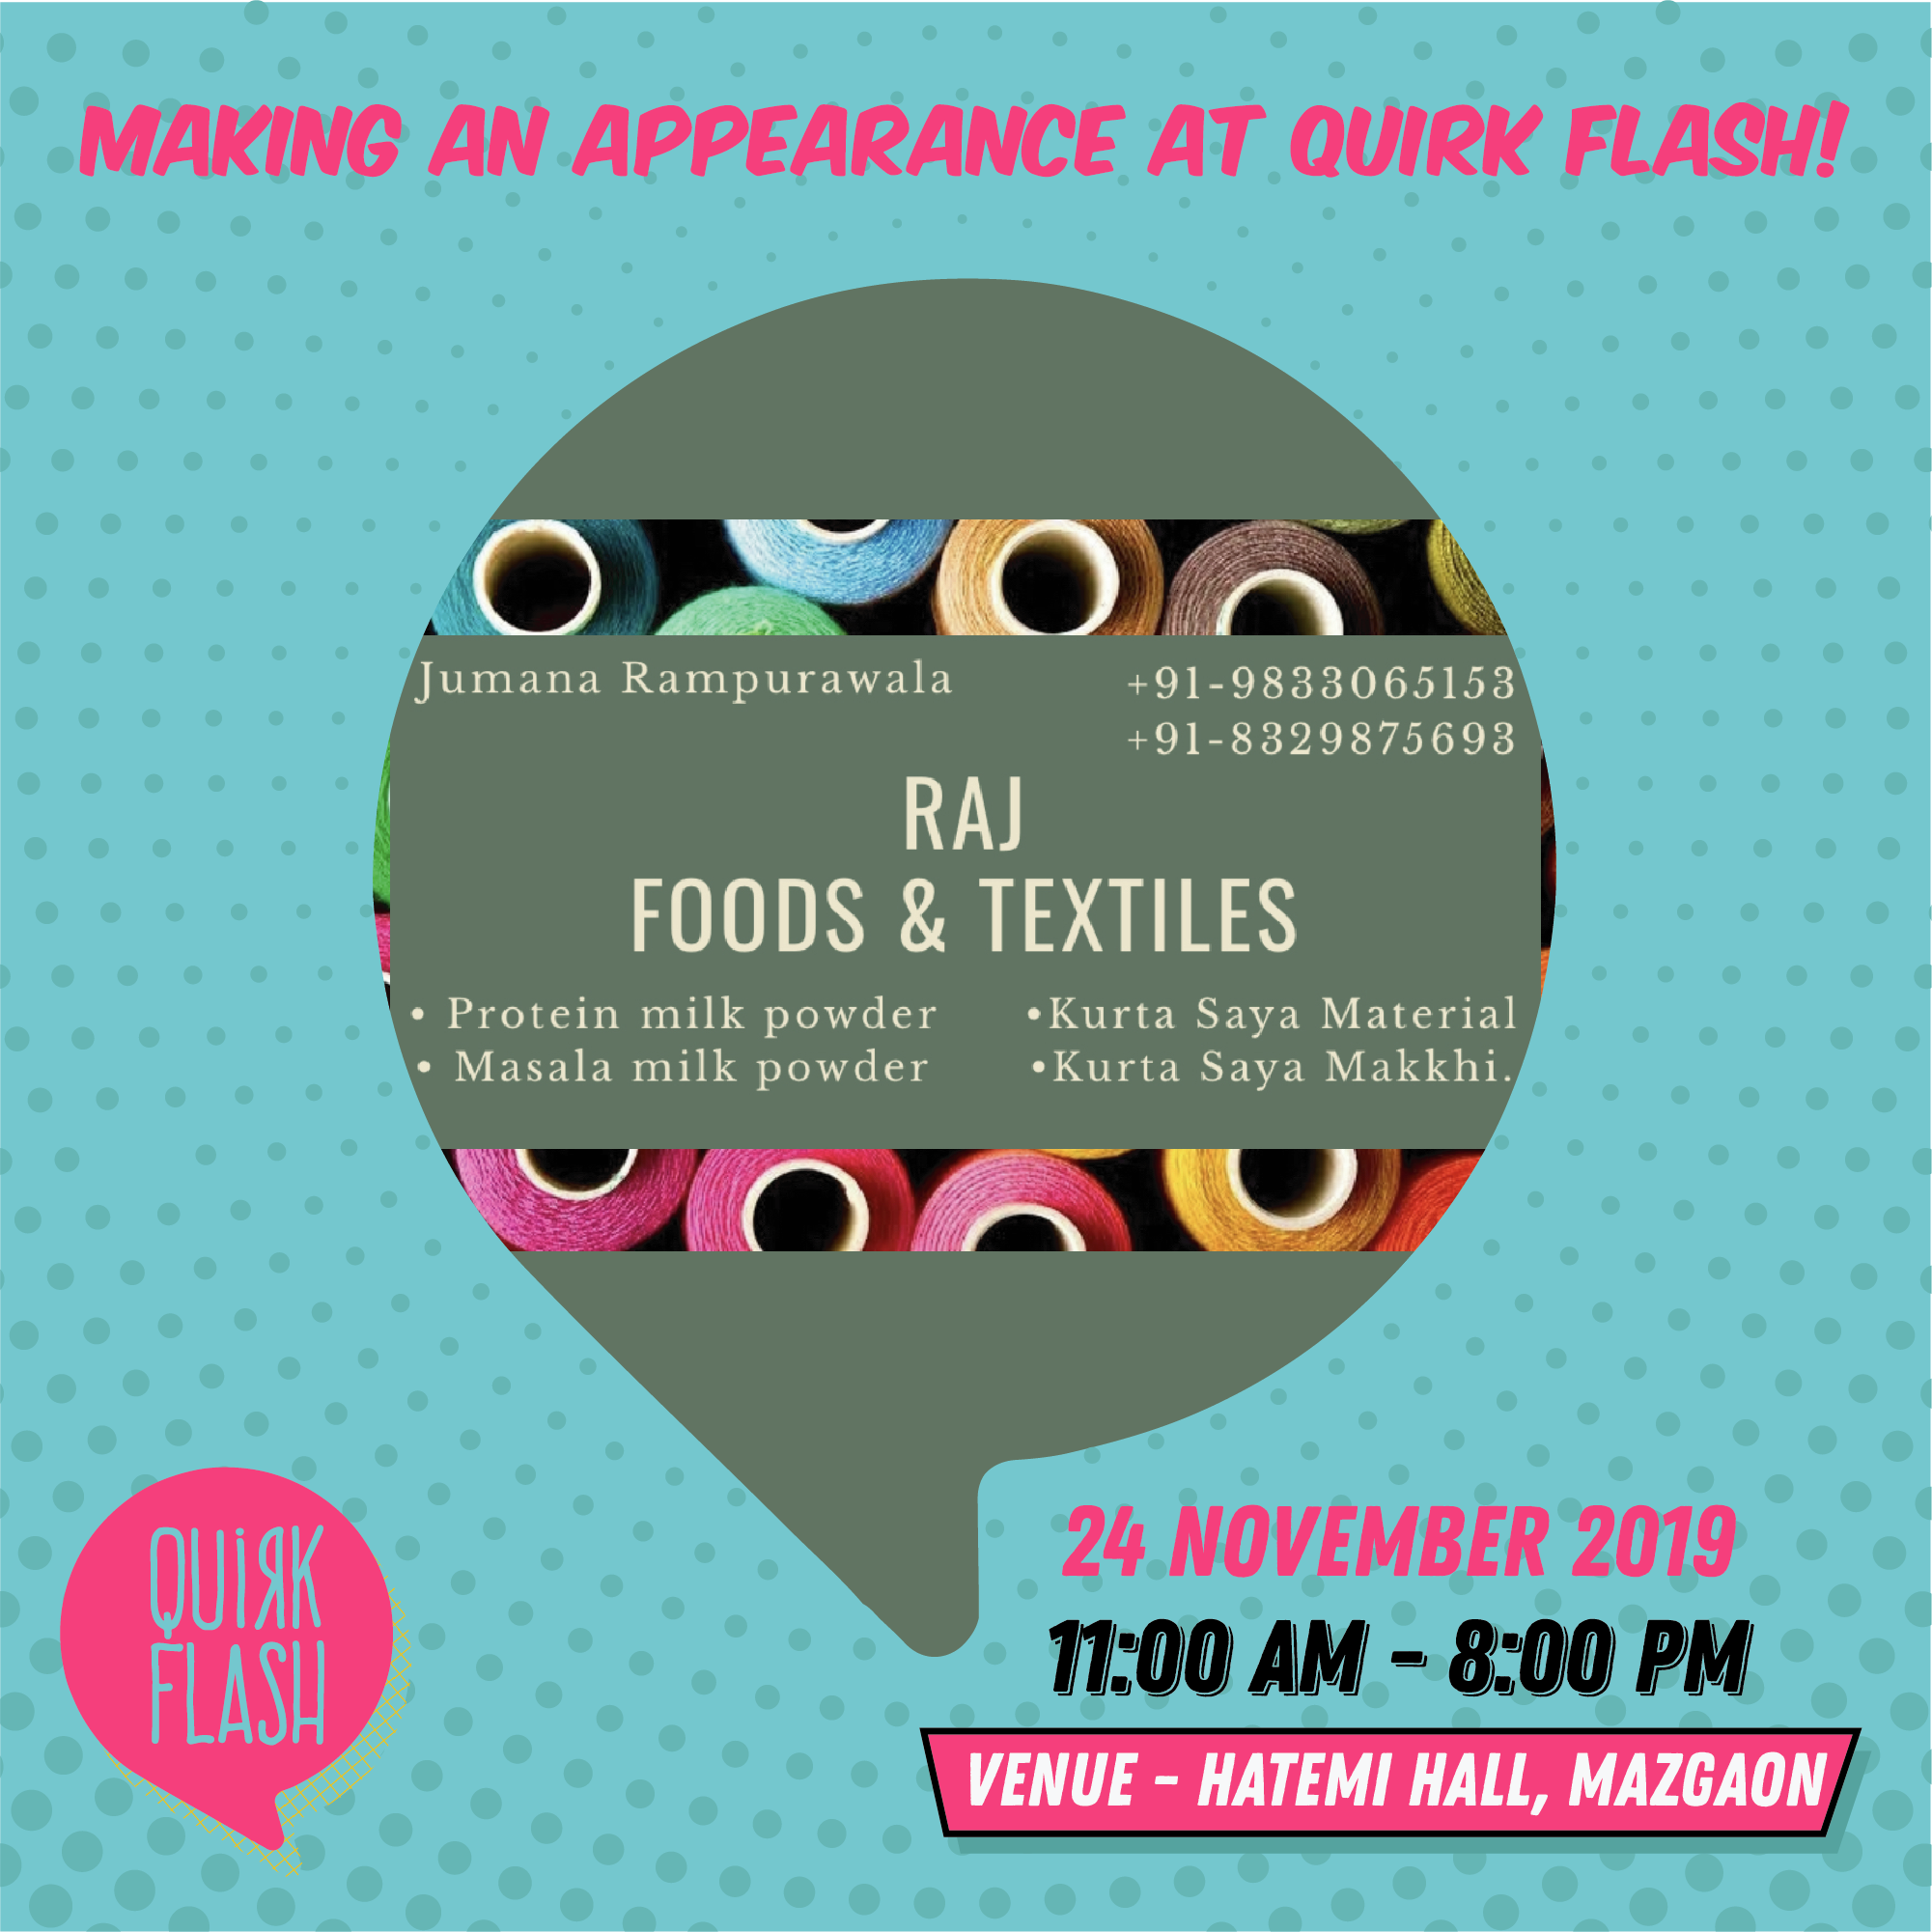 MAKING AN APPEARANCE AT QUIRK FLASH!
Jumana Rampurawala
+91-9833065153
+91-8329875693
RAJ
FOODS & TEXTILES
• Protein milk powder
• Masala milk powder
•Kurta Saya Material
•Kurta Saya Makkhi.
QUiRK
FLASH
24 NOVEMBER 2019
11:00 AM - 8:00 PM
VENUE - HATEMI HALL, MAZGAON